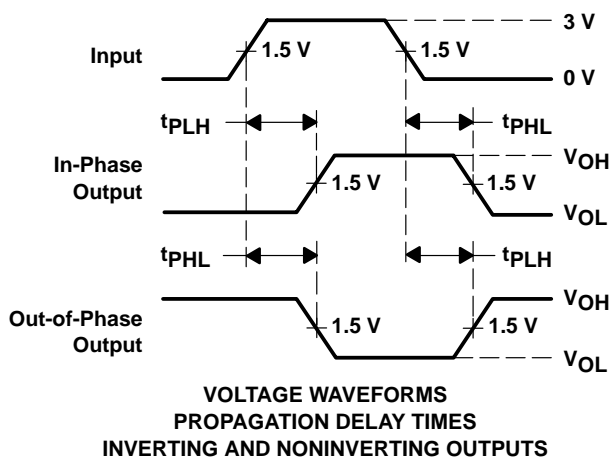 3 V
Input
1.5 V
1.5 V
0 V
tPLH
tPHL
In-Phase
Output
VOH
1.5 V
1.5 V
VOL
tPHL
tPLH
Out-of-Phase
Output
VOH
1.5 V
1.5 V
VOL
VOLTAGE WAVEFORMS
PROPAGATION DELAY TIMES
INVERTING AND NONINVERTING OUTPUTS